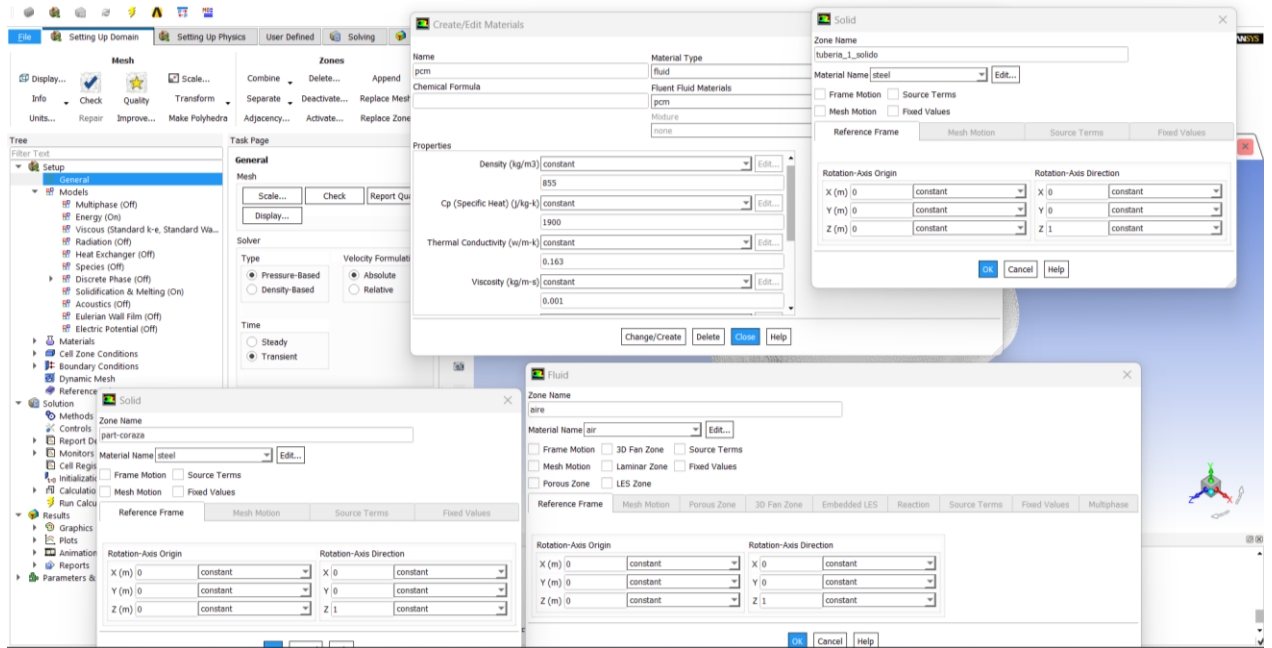 File
Setting Up Domain
Setting Up Physics
User Defined
Solving
ANSYS
Mesh
Zones
Display...
Info
Units...
Check
Repair
Quality
Improve...
Scale...
Transform
Make Polyhedra
Combine
Separate
Adjacency...
Delete...
Deactivate...
Activate...
Append
Replace Mesh
Replace Zone
Tree
Filter Text
Setup
General
Models
Multiphase (Off)
Energy (On)
Viscous (Standard k-e, Standard Wa...
Radiation (Off)
Heat Exchanger (Off)
Species (Off)
Discrete Phase (Off)
Solidification & Melting (On)
Acoustics (Off)
Eulerian Wall Film (Off)
Electric Potential (Off)
Materials
Cell Zone Conditions
Boundary Conditions
Dynamic Mesh
Reference
Solution
Methods
Controls
Report De
Monitors
Cell Regis
Initializatio
Calculatio
Run Calcu
Results
Graphics
Plots
Animation
Reports
Parameters &
Task Page
General
Mesh
Scale...
Check
Report Qua
Display...
Solver
Type
Pressure-Based
Density-Based
Velocity Formulati
Absolute
Relative
Time
Steady
Transient
Create/Edit Materials
Name
pcm
Chemical Formula
Material Type
fluid
Fluent Fluid Materials
pcm
Mixture
none
Properties
Density (kg/m3) constant Edit...
855
Cp (Specific Heat) (j/kg-k) constant Edit...
1900
Thermal Conductivity (w/m-k) constant Edit...
0.163
Viscosity (kg/m-s) constant Edit...
0.001
Change/Create Delete Close Help
Solid
Zone Name
tuberia_1_solido
Material Name steel Edit...
Frame Motion Source Terms
Mesh Motion Fixed Values
Reference Frame Mesh Motion Source Terms Fixed Values
Rotation-Axis Origin Rotation-Axis Direction
X (m) 0 constant X 0 constant
Y (m) 0 constant Y 0 constant
Z (m) 0 constant Z 1 constant
OK Cancel Help
Solid
Zone Name
part-coraza
Material Name steel Edit...
Frame Motion Source Terms
Mesh Motion Fixed Values
Reference Frame Mesh Motion Source Terms Fixed Values
Rotation-Axis Origin Rotation-Axis Direction
X (m) 0 constant X 0 constant
Y (m) 0 constant Y 0 constant
Z (m) 0 constant Z 1 constant
Fluid
Zone Name
aire
Material Name air Edit...
Frame Motion 3D Fan Zone Source Terms
Mesh Motion Laminar Zone Fixed Values
Porous Zone LES Zone
Reference Frame Mesh Motion Porous Zone 3D Fan Zone Embedded LES Reaction Source Terms Fixed Values Multiphase
Rotation-Axis Origin Rotation-Axis Direction
X (m) 0 constant X 0 constant
Y (m) 0 constant Y 0 constant
Z (m) 0 constant Z 1 constant
OK Cancel Help
Y
Z
X